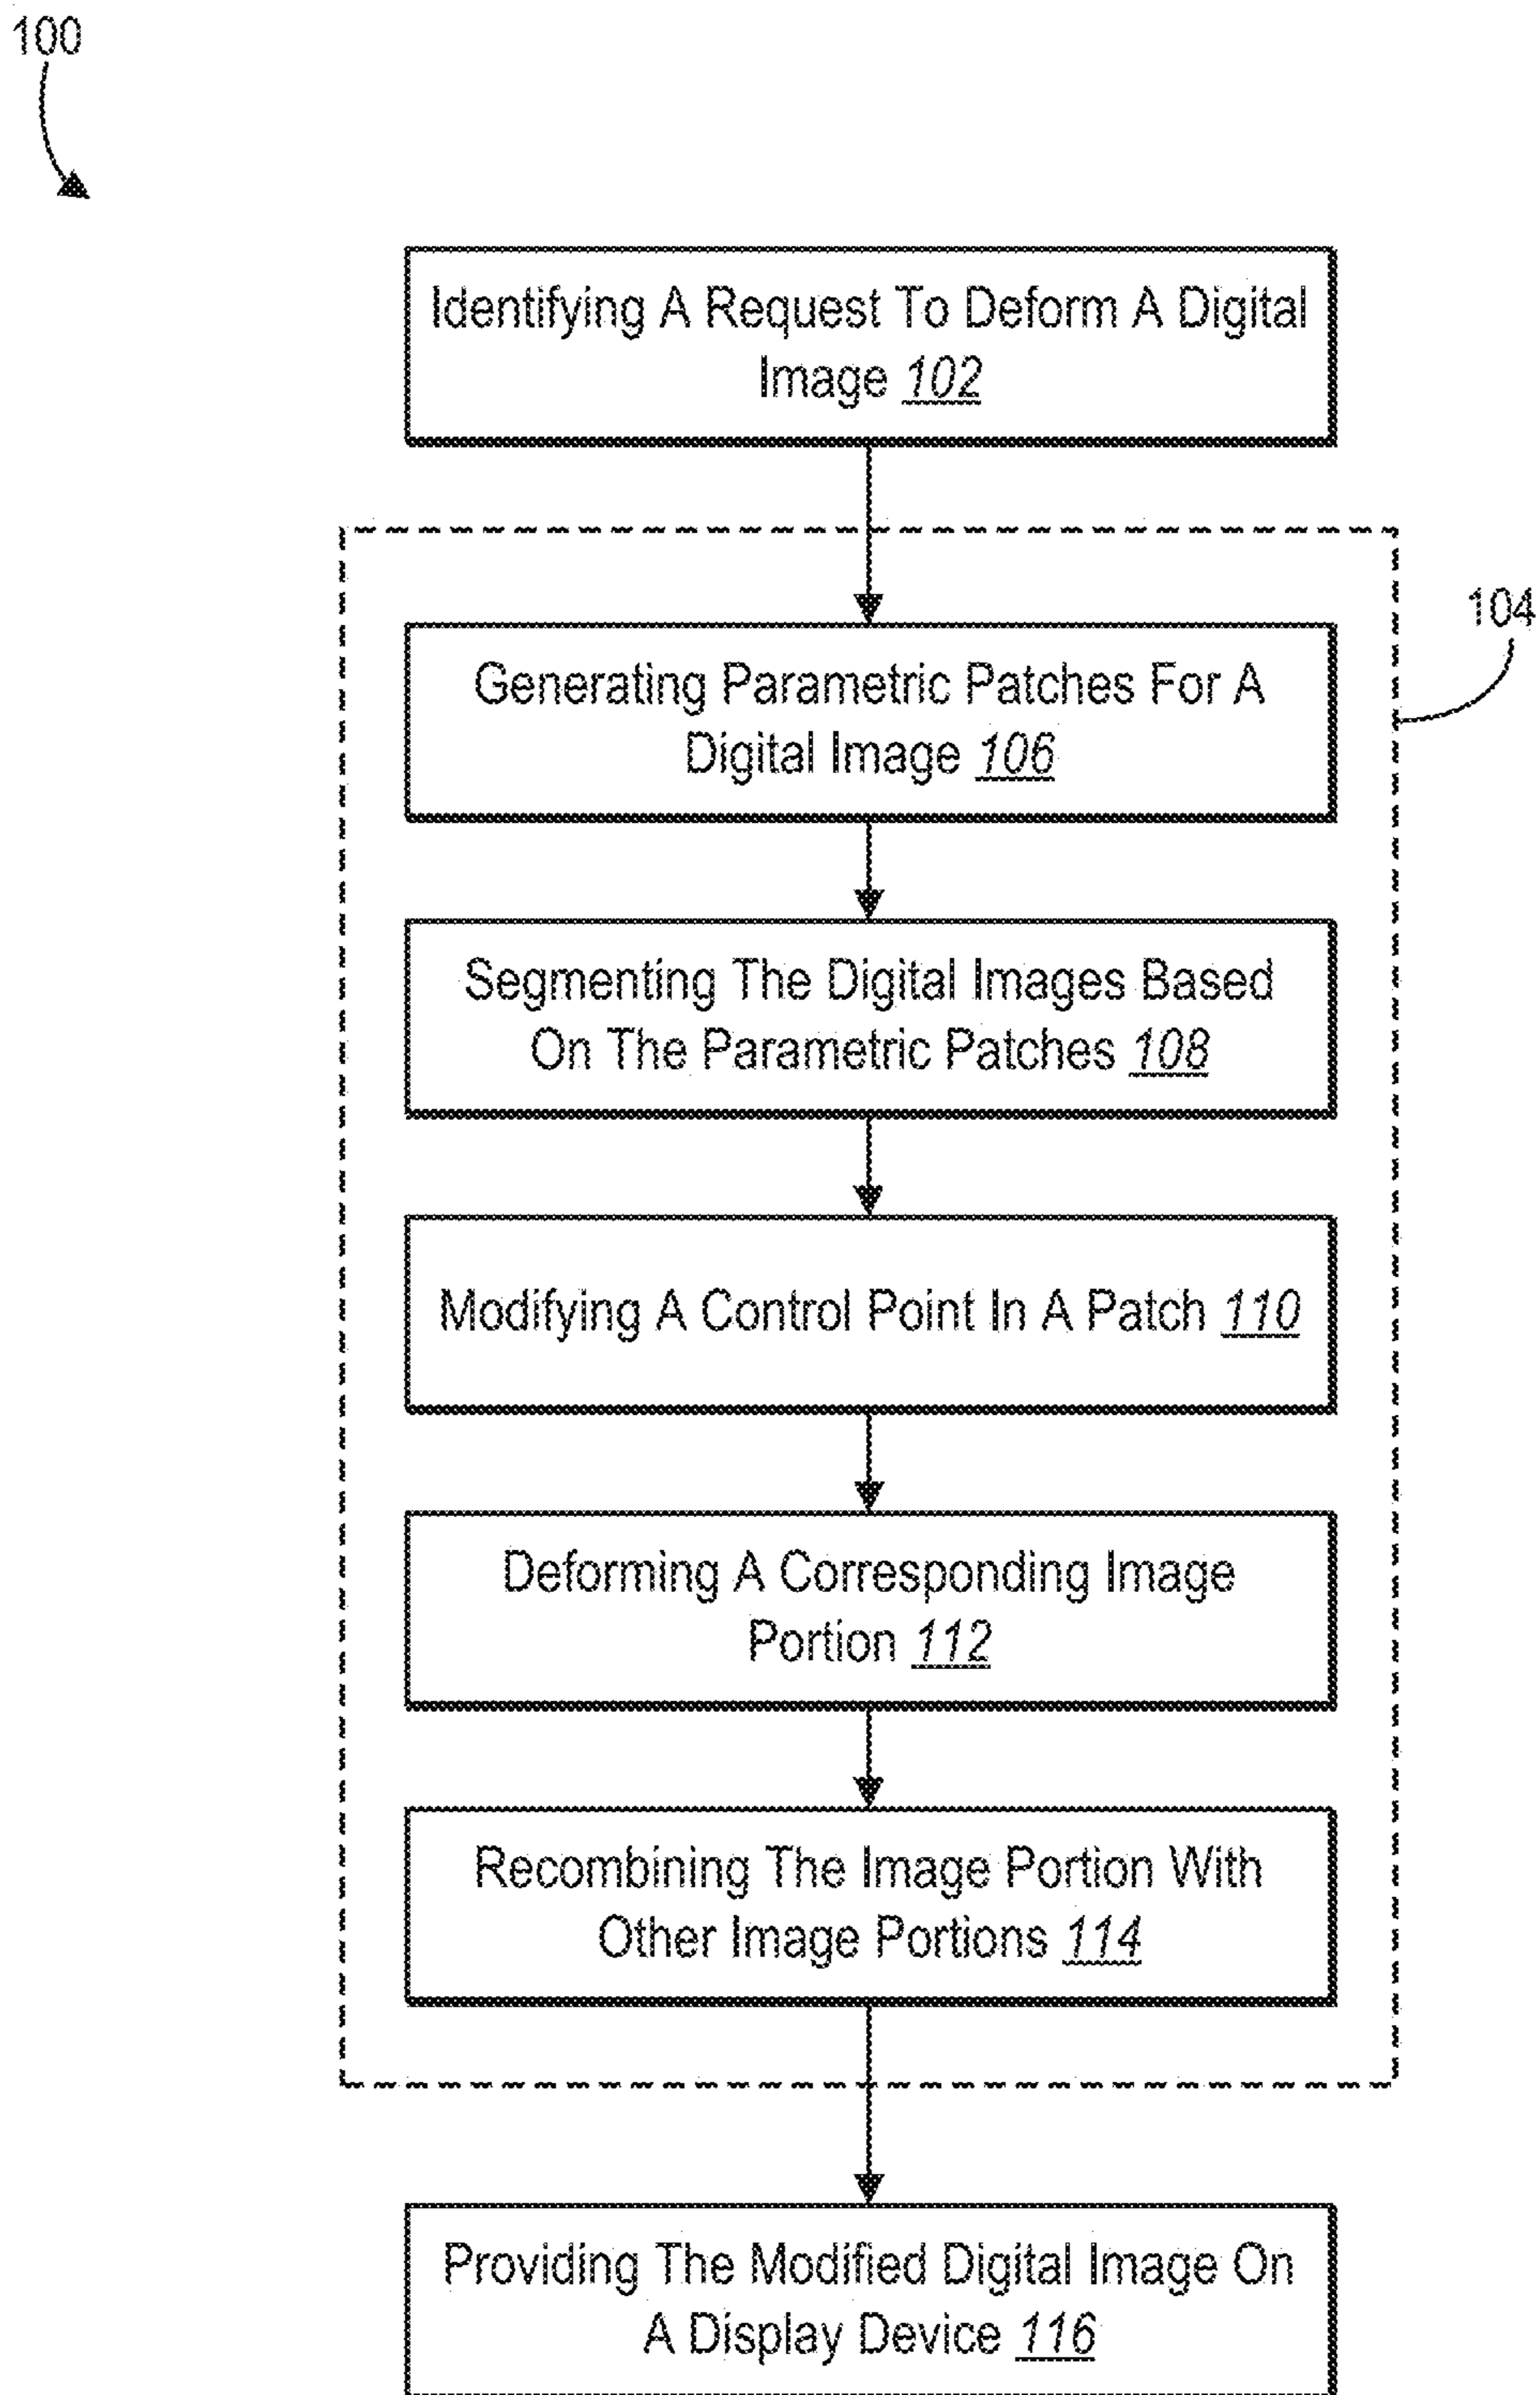 100
Identifying A Request To Deform A Digital
Image 102
104
Generating Parametric Patches For A
Digital Image 106
Segmenting The Digital Images Based
On The Parametric Patches 108
Modifying A Control Point In A Patch 110
Deforming A Corresponding Image
Portion 112
Recombining The Image Portion With
Other Image Portions 114
Providing The Modified Digital Image On
A Display Device 116